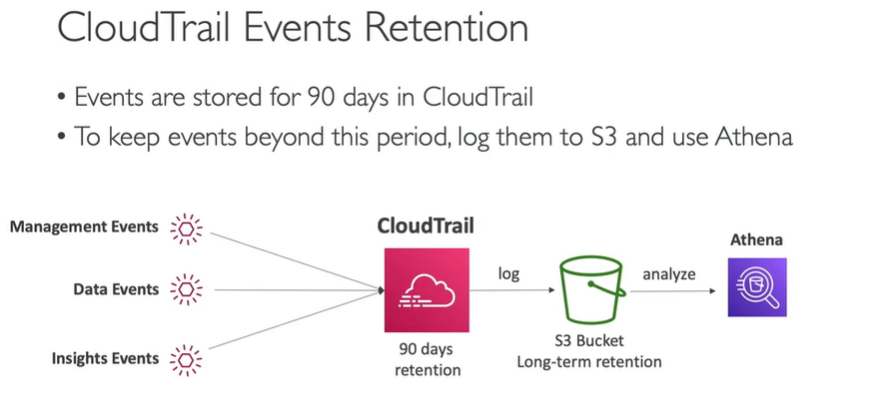 CloudTrail Events Retention
• Events are stored for 90 days in CloudTrail
• To keep events beyond this period, log them to S3 and use Athena
Management Events
Data Events
Insights Events
CloudTrail
90 days
retention
log
S3 Bucket
Long-term retention
analyze
Athena